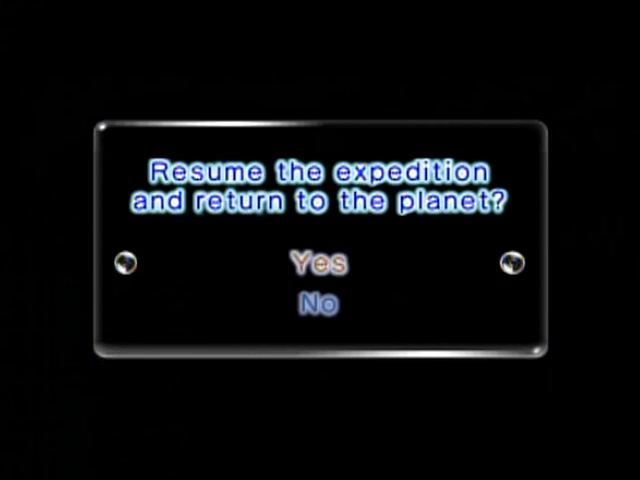 Resume the expedition
and return to the planet?
Yes
No